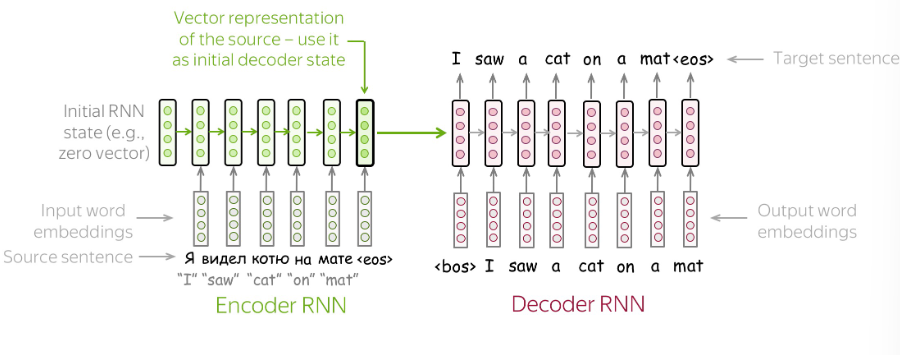 Vector representation
of the source – use it
as initial decoder state
I saw a cat on a mat <eos>
Target sentence
Initial RNN
state (e.g.,
zero vector)
Input word
embeddings
Output word
embeddings
Source sentence
Я видел котю на мате <eos>
"I" "saw" "cat" "on" "mat"
<bos> I saw a cat on a mat
Encoder RNN
Decoder RNN